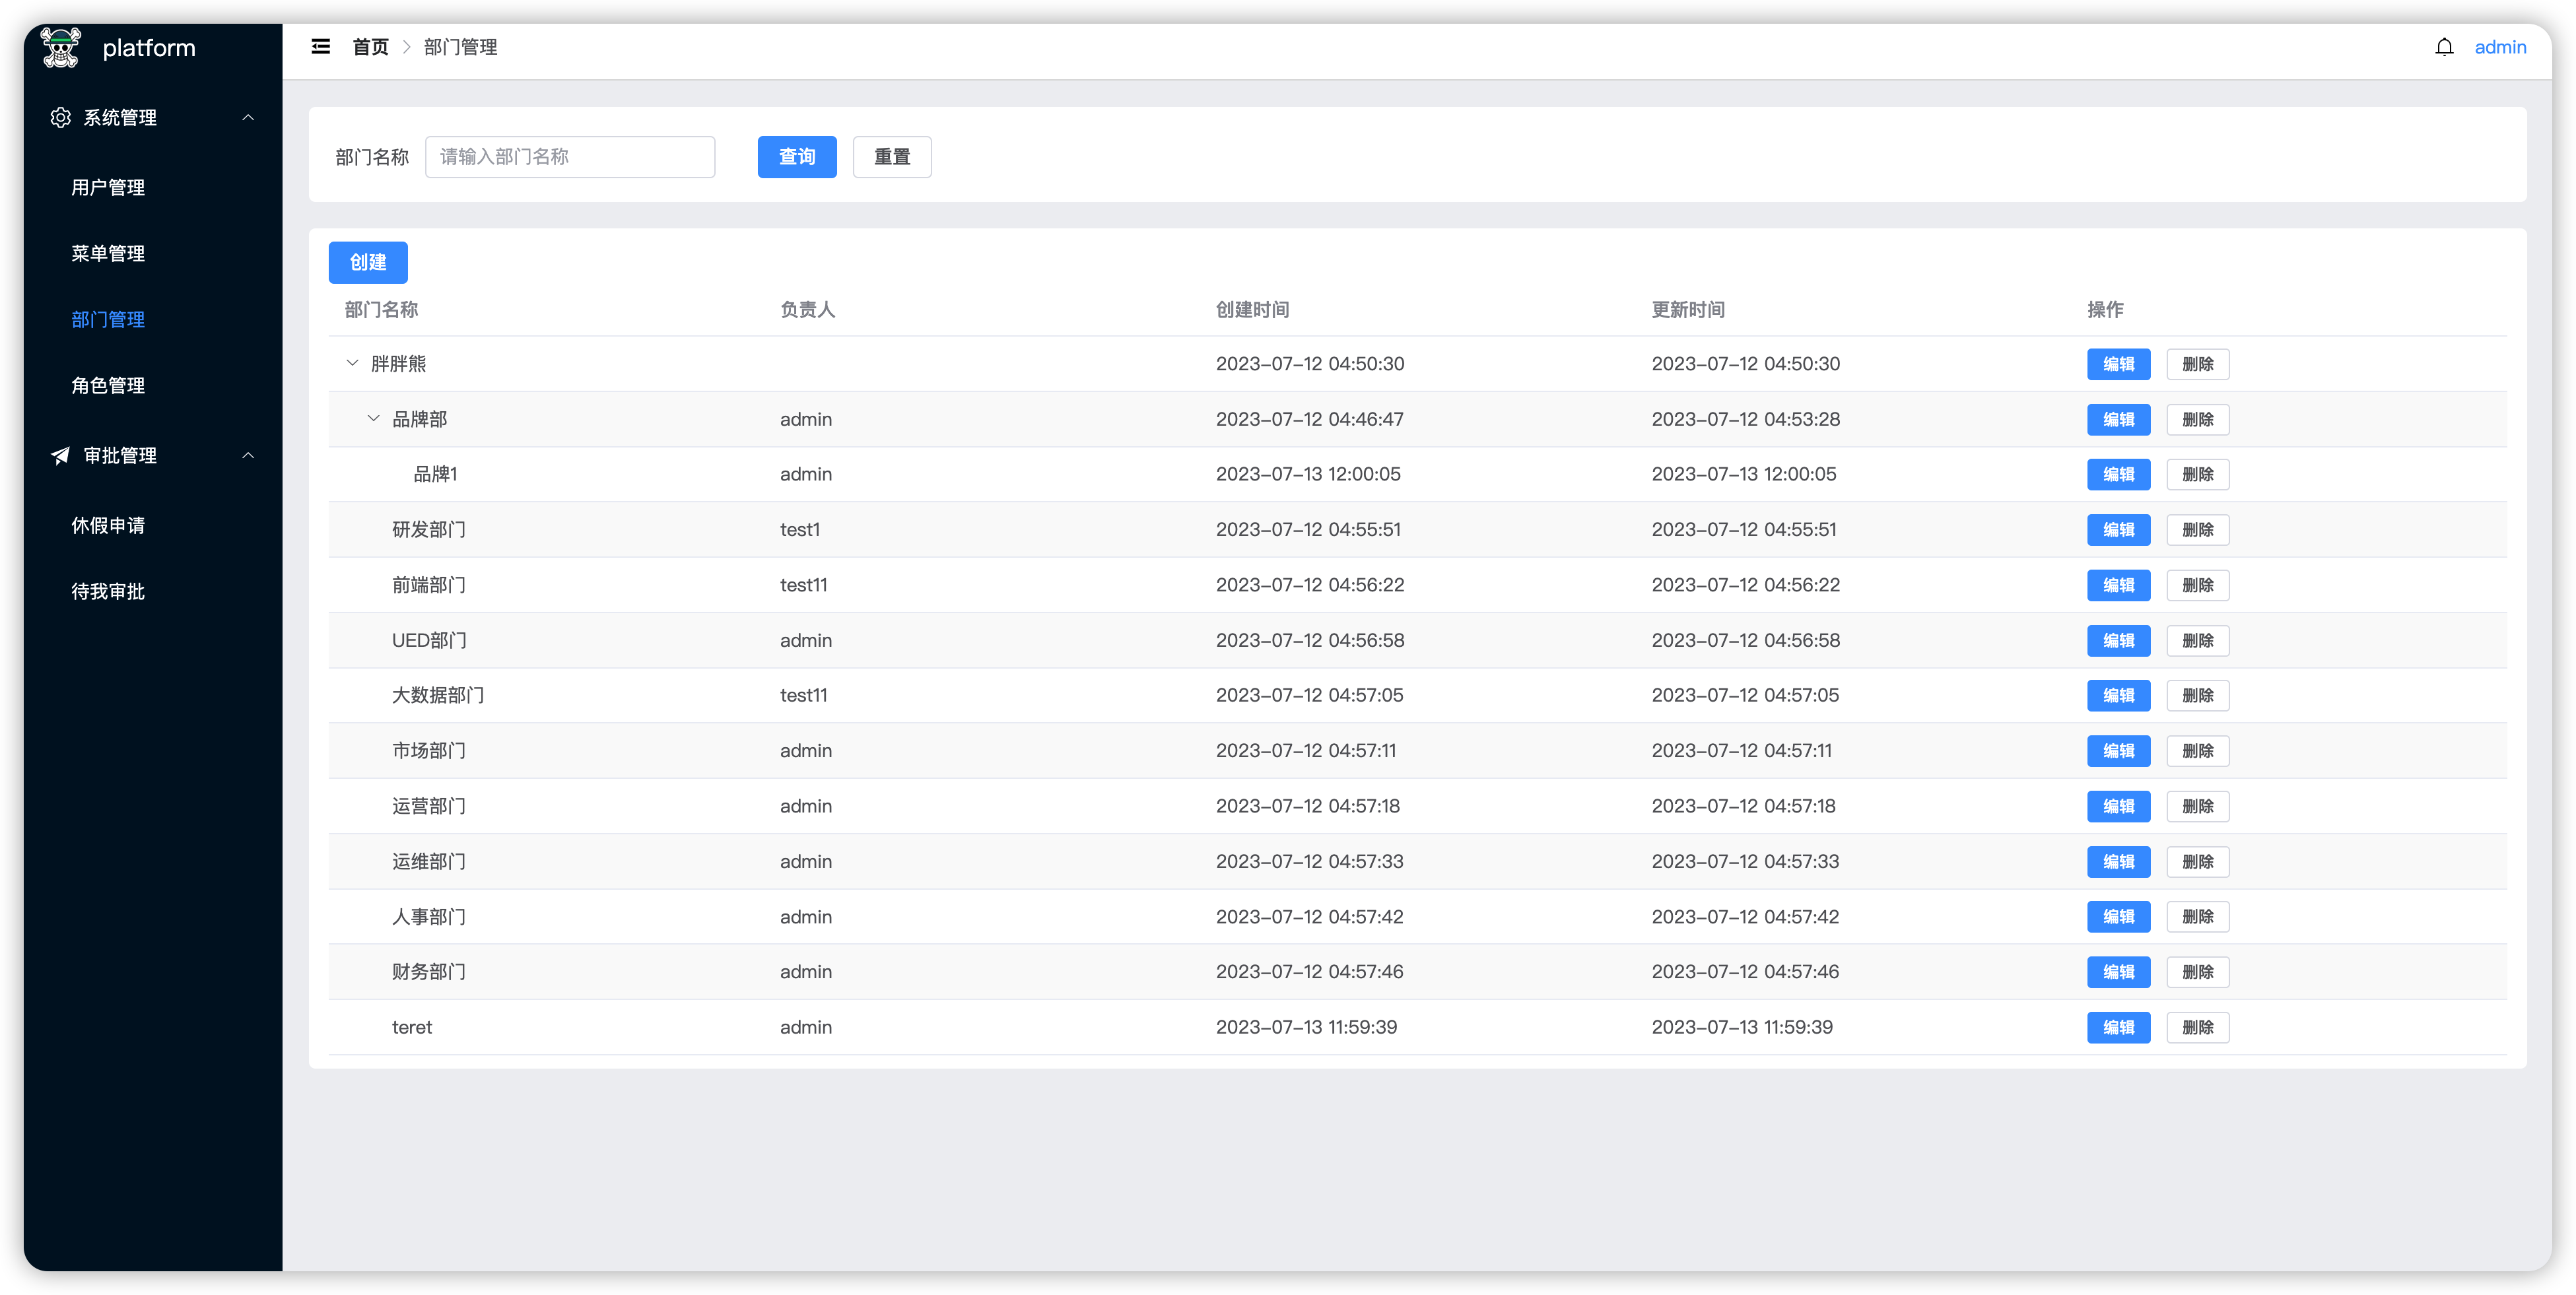 platform
系统管理
用户管理
菜单管理
部门管理
角色管理
审批管理
休假申请
待我审批
首页 > 部门管理
admin
部门名称 请输入部门名称 查询 重置
创建
部门名称 负责人 创建时间 更新时间 操作
胖胖熊 2023-07-12 04:50:30 2023-07-12 04:50:30 编辑 删除
品牌部 admin 2023-07-12 04:46:47 2023-07-12 04:53:28 编辑 删除
品牌1 admin 2023-07-13 12:00:05 2023-07-13 12:00:05 编辑 删除
研发部门 test1 2023-07-12 04:55:51 2023-07-12 04:55:51 编辑 删除
前端部门 test11 2023-07-12 04:56:22 2023-07-12 04:56:22 编辑 删除
UED部门 admin 2023-07-12 04:56:58 2023-07-12 04:56:58 编辑 删除
大数据部门 test11 2023-07-12 04:57:05 2023-07-12 04:57:05 编辑 删除
市场部门 admin 2023-07-12 04:57:11 2023-07-12 04:57:11 编辑 删除
运营部门 admin 2023-07-12 04:57:18 2023-07-12 04:57:18 编辑 删除
运维部门 admin 2023-07-12 04:57:33 2023-07-12 04:57:33 编辑 删除
人事部门 admin 2023-07-12 04:57:42 2023-07-12 04:57:42 编辑 删除
财务部门 admin 2023-07-12 04:57:46 2023-07-12 04:57:46 编辑 删除
teret admin 2023-07-13 11:59:39 2023-07-13 11:59:39 编辑 删除